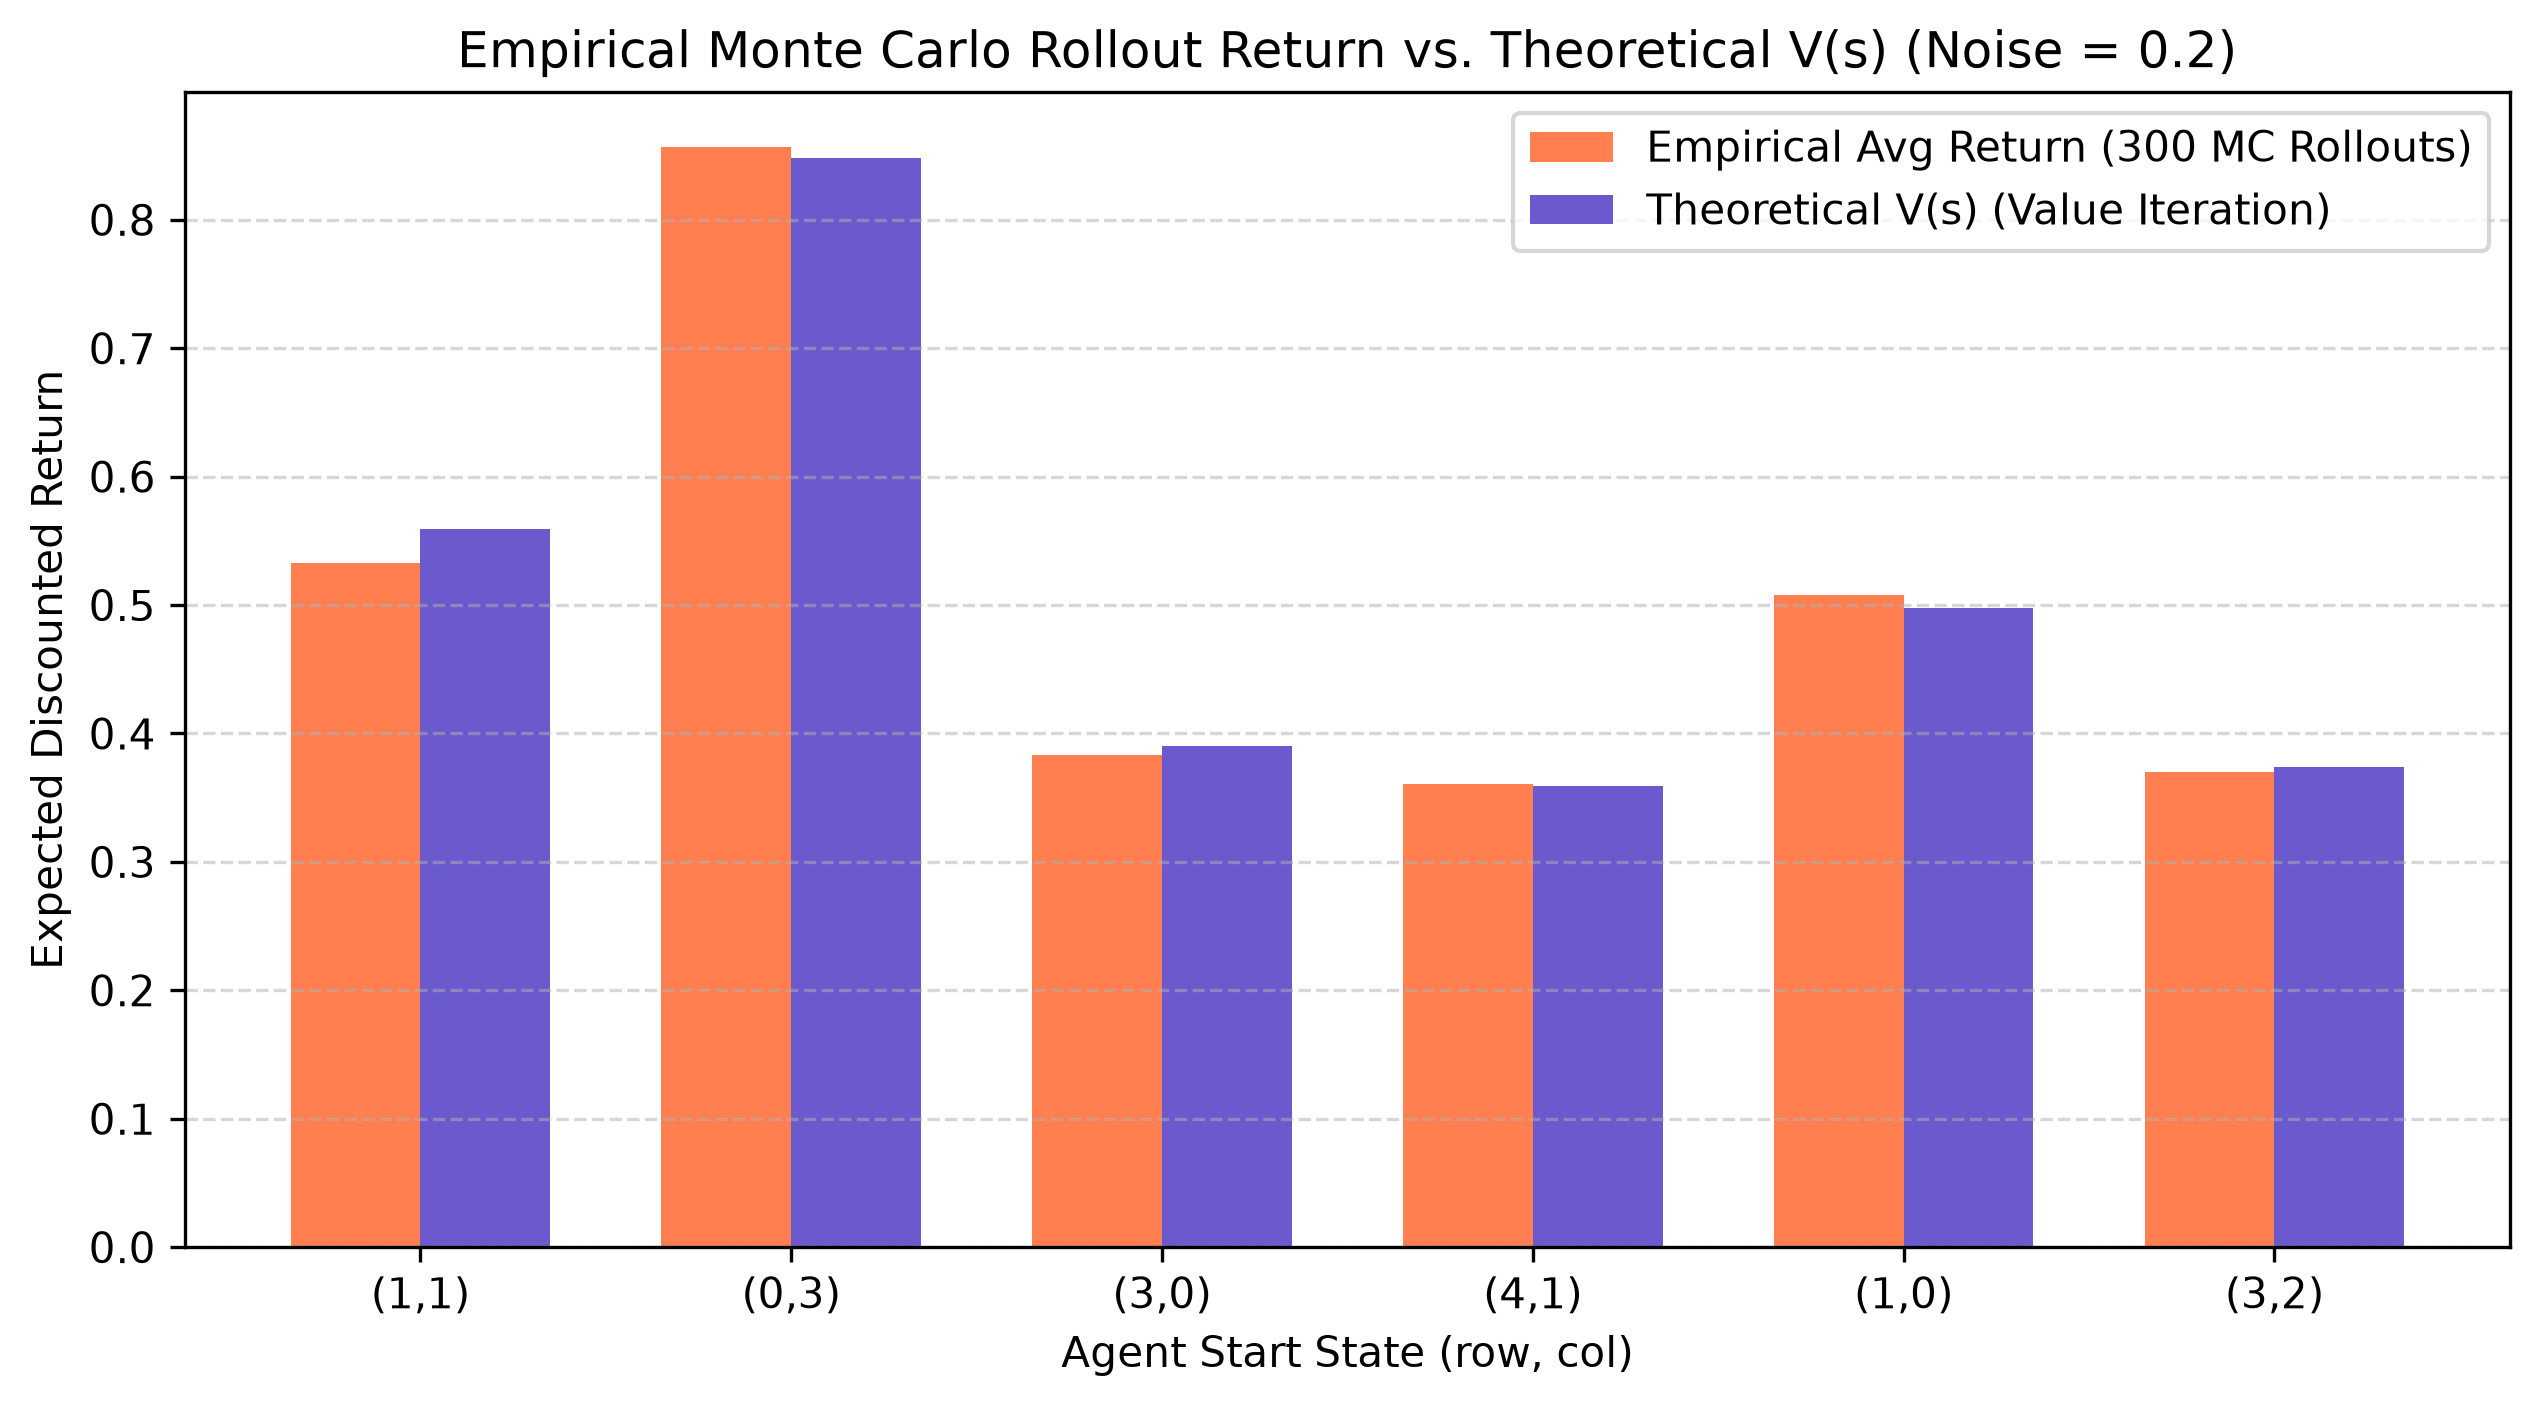 Empirical Monte Carlo Rollout Return vs. Theoretical V(s) (Noise = 0.2)
Empirical Avg Return (300 MC Rollouts)
Theoretical V(s) (Value Iteration)
Expected Discounted Return
0.8
0.7
0.6
0.5
0.4
0.3
0.2
0.1
0.0
(1,1) (0,3) (3,0) (4,1) (1,0) (3,2)
Agent Start State (row, col)